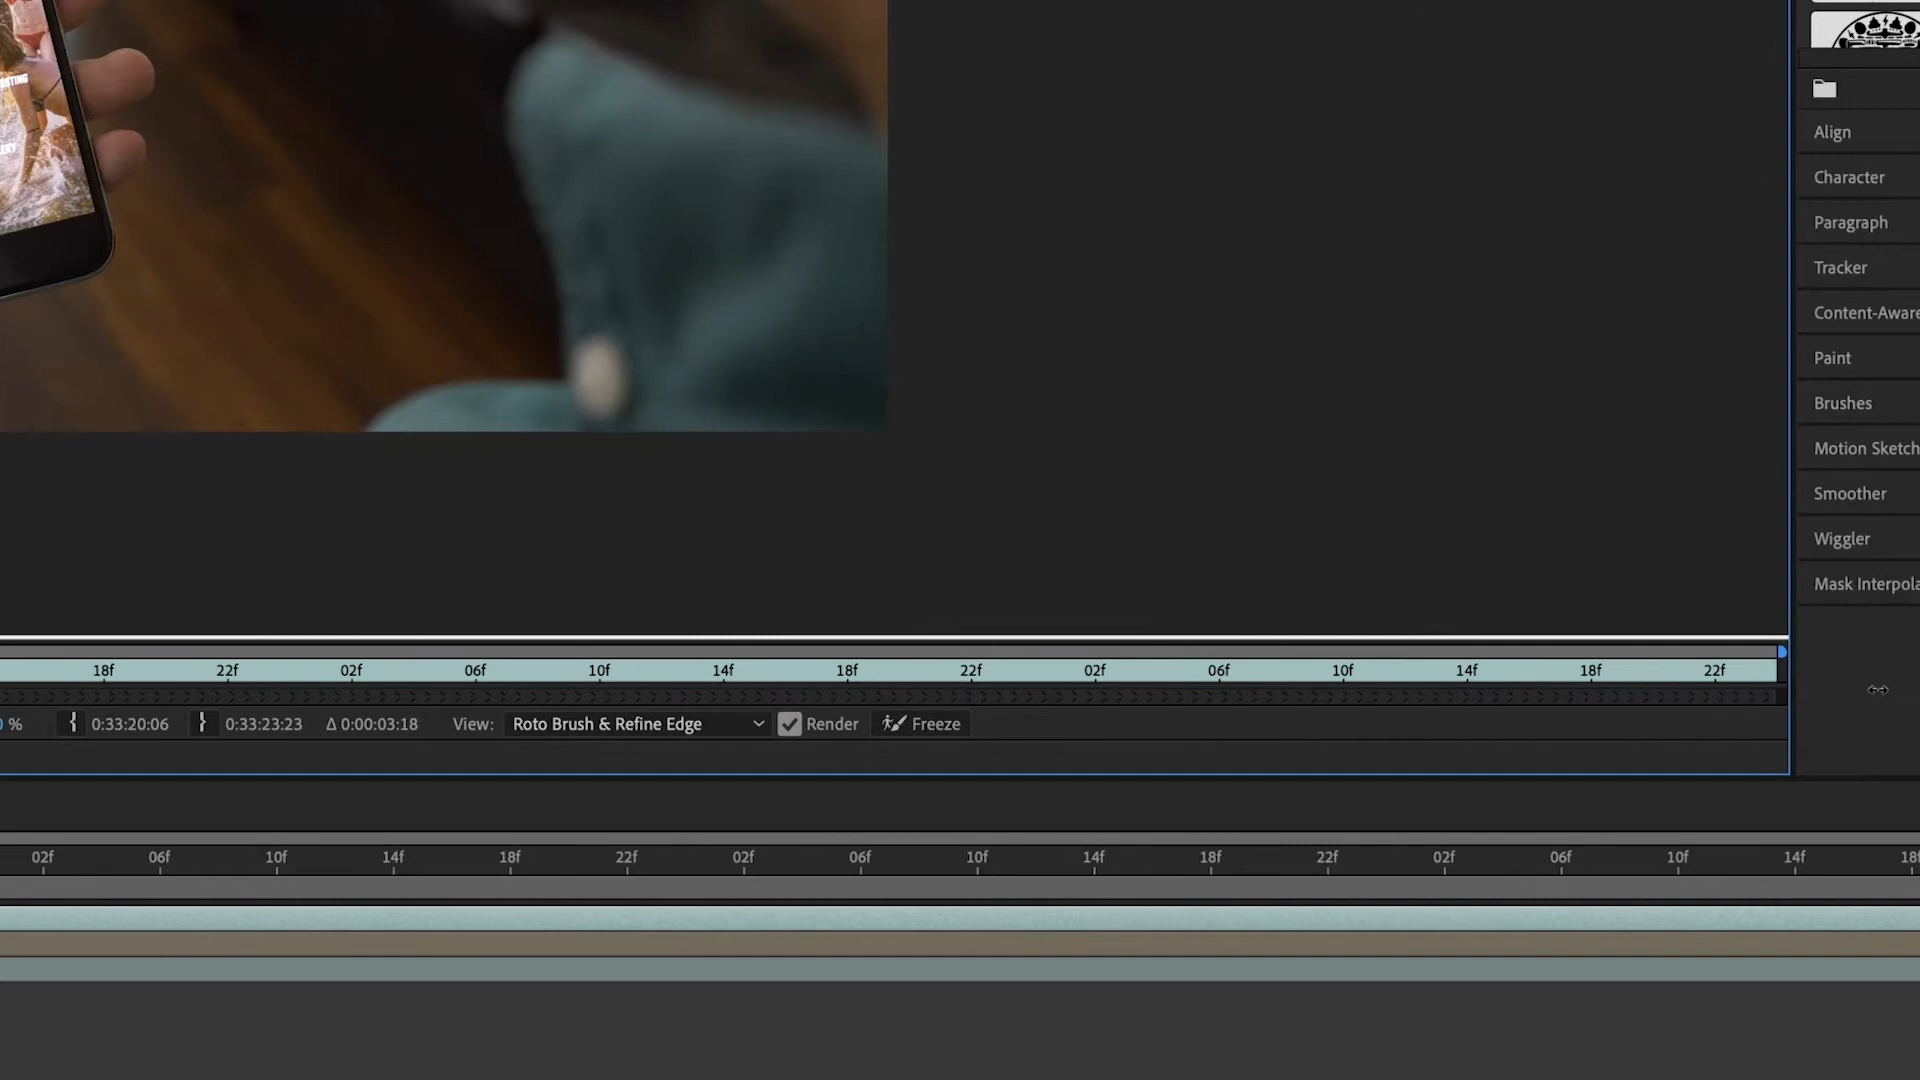 OSTING
ERY
Align
Character
Paragraph
Tracker
Content-Aware
Paint
Brushes
Motion Sketch
Smoother
Wiggler
Mask Interpola
18f 22f 02f 06f 10f 14f 18f 22f 02f 06f 10f 14f 18f 22f
% { 0:33:20:06 } 0:33:23:23 Δ 0:00:03:18 View: Roto Brush & Refine Edge Render Freeze
02f 06f 10f 14f 18f 22f 02f 06f 10f 14f 18f 22f 02f 06f 10f 14f 18f